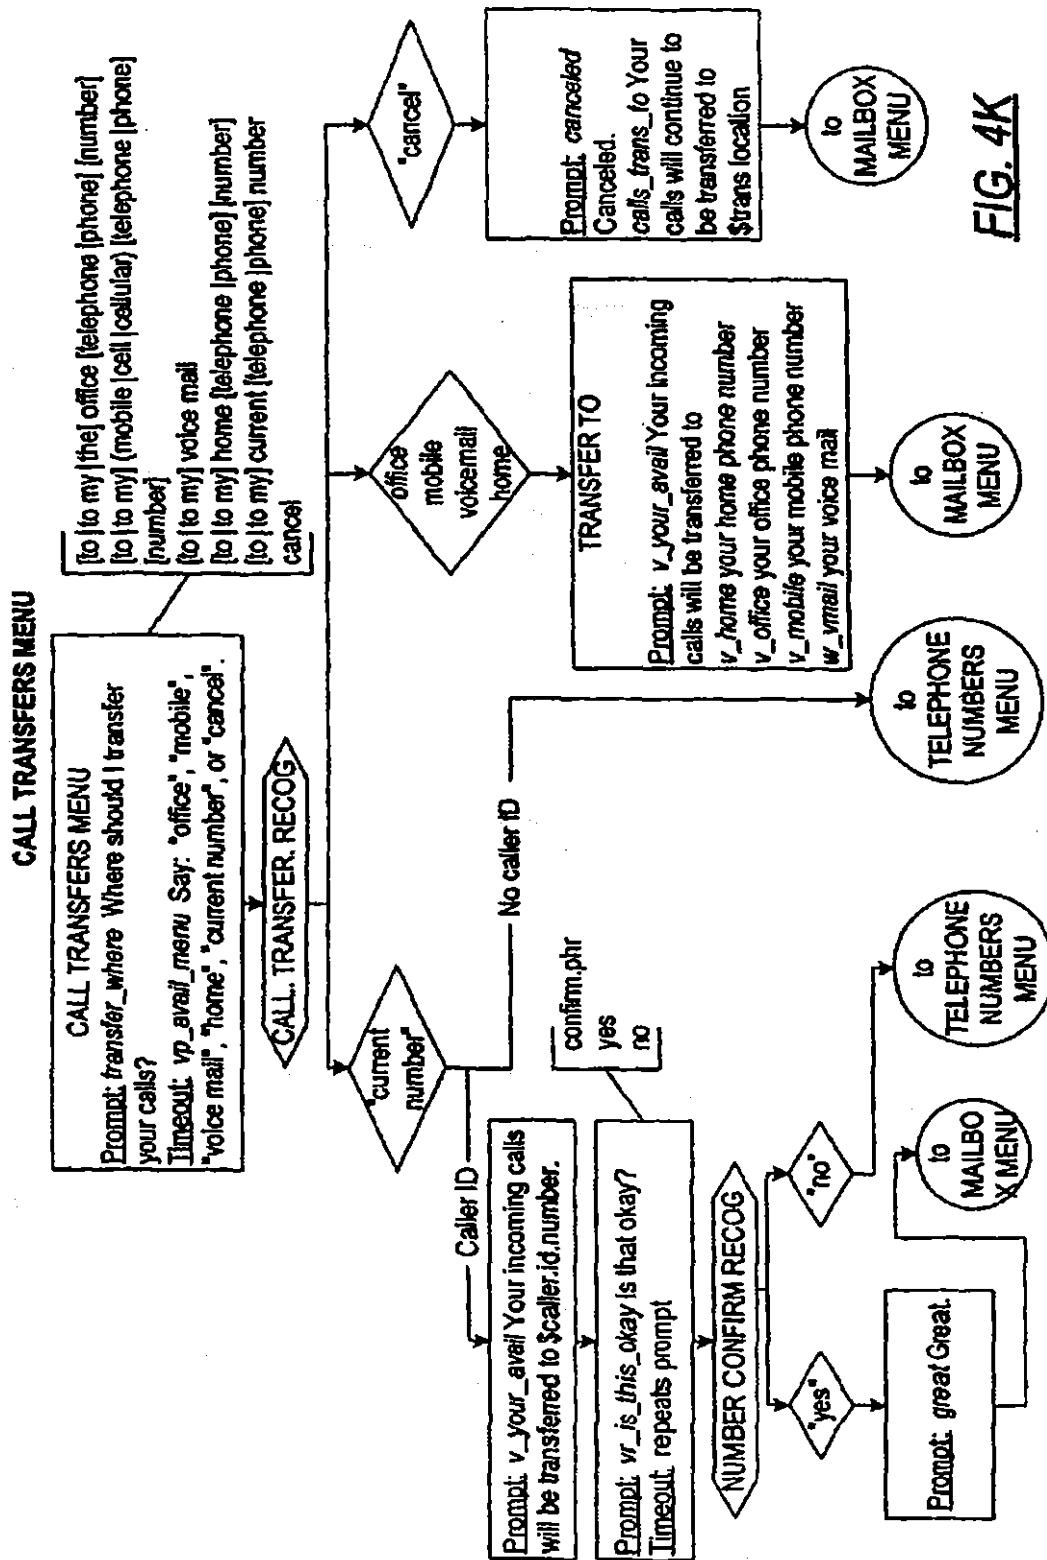 CALL TRANSFERS MENU
CALL TRANSFERS MENU
Prompt: transfer_where Where should I transfer
your calls?
Timeout: vp_avail_menu Say: "office", "mobile",
"voice mail", "home", "current number", or "cancel".
[to | to my | the] office [telephone | phone] [number]
[to | to my] (mobile | cell | cellular) [telephone | phone]
[number]
[to | to my] voice mail
[to | to my] home [telephone | phone] [number]
[to | to my] current [telephone | phone] number
cancel
CALL. TRANSFER. RECOG
"current
number"
office
mobile
voicemail
home
"cancel"
Caller ID
No caller ID
Prompt: v_your_avail Your incoming calls
will be transferred to $caller.id.number.
Prompt: vr_is_this_okay Is that okay?
Timeout: repeats prompt
confirm.phr
yes
no
NUMBER CONFIRM RECOG
"yes"
"no"
Prompt: great Great.
to
MAILBO
X MENU
to
TELEPHONE
NUMBERS
MENU
to
TELEPHONE
NUMBERS
MENU
TRANSFER TO
Prompt: v_your_avail Your incoming
calls will be transferred to
v_home your home phone number
v_office your office phone number
v_mobile your mobile phone number
w_vmail your voice mail
to
MAILBOX
MENU
Prompt: canceled
Canceled.
calls_trans_to Your
calls will continue to
be transferred to
$trans location
to
MAILBOX
MENU
FIG. 4K